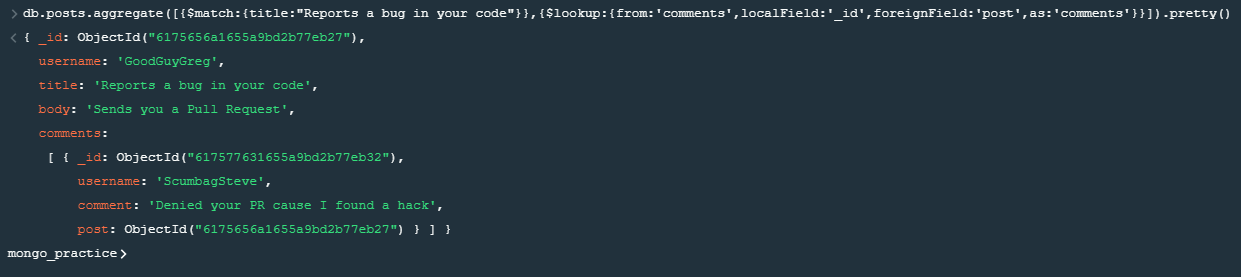 > db.posts.aggregate([{$match:{title:"Reports a bug in your code"}},{$lookup:{from:'comments',localField:'_id',foreignField:'post',as:'comments'}}]).pretty()
< { _id: ObjectId("6175656a1655a9bd2b77eb27"),
username: 'GoodGuyGreg',
title: 'Reports a bug in your code',
body: 'Sends you a Pull Request',
comments:
[ { _id: ObjectId("617577631655a9bd2b77eb32"),
username: 'ScumbagSteve',
comment: 'Denied your PR cause I found a hack',
post: ObjectId("6175656a1655a9bd2b77eb27") } ] }
mongo_practice>